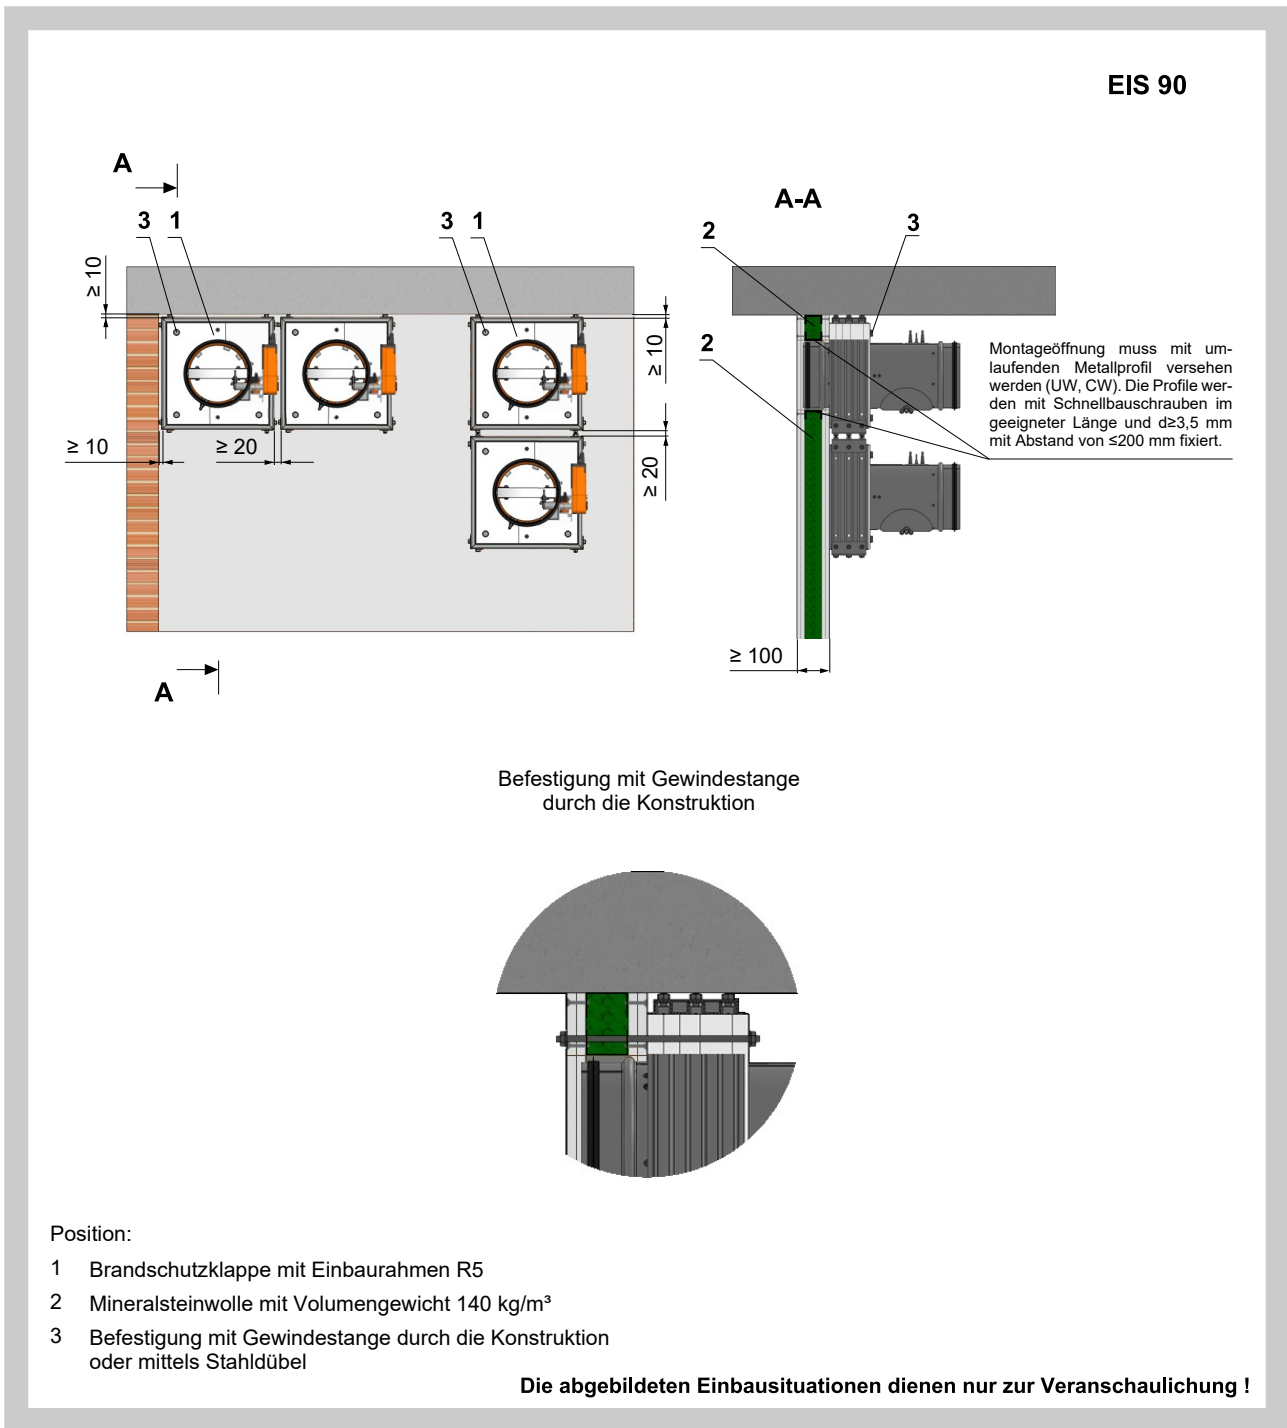 EIS 90
A
A-A
3 1
3 1
2
3
≥ 10
2
≥ 10
Montageöffnung muss mit um-
laufenden Metallprofil versehen
werden (UW, CW). Die Profile wer-
den mit Schnellbauschrauben im
geeigneter Länge und d≥3,5 mm
mit Abstand von ≤200 mm fixiert.
≥ 10
≥ 20
≥ 20
≥ 100
A
Befestigung mit Gewindestange
durch die Konstruktion
Position:
1 Brandschutzklappe mit Einbaurahmen R5
2 Mineralsteinwolle mit Volumengewicht 140 kg/m³
3 Befestigung mit Gewindestange durch die Konstruktion
oder mittels Stahldübel
Die abgebildeten Einbausituationen dienen nur zur Veranschaulichung !